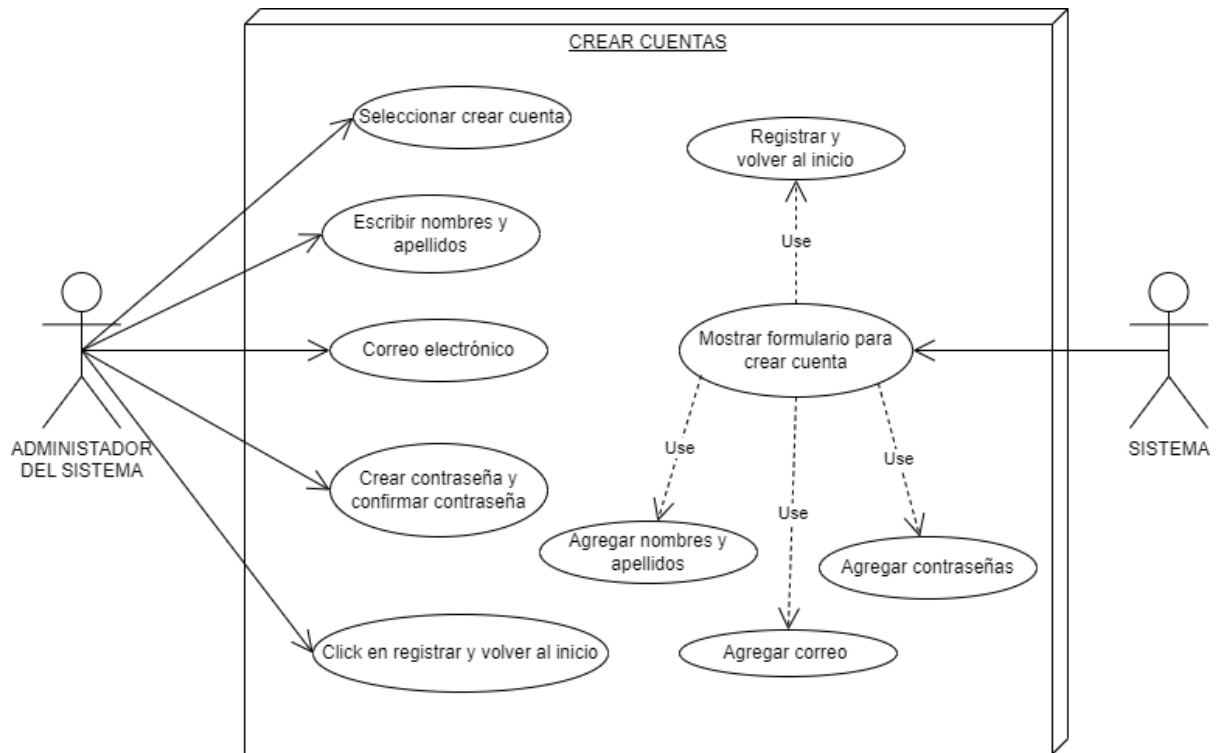 CREAR CUENTAS
Seleccionar crear cuenta
Registrar y
volver al inicio
Escribir nombres y
apellidos
Use
Correo electrónico
Mostrar formulario para
crear cuenta
ADMINISTADOR
DEL SISTEMA
SISTEMA
Use
Use
Use
Crear contraseña y
confirmar contraseña
Agregar nombres y
apellidos
Agregar contraseñas
Click en registrar y volver al inicio
Agregar correo